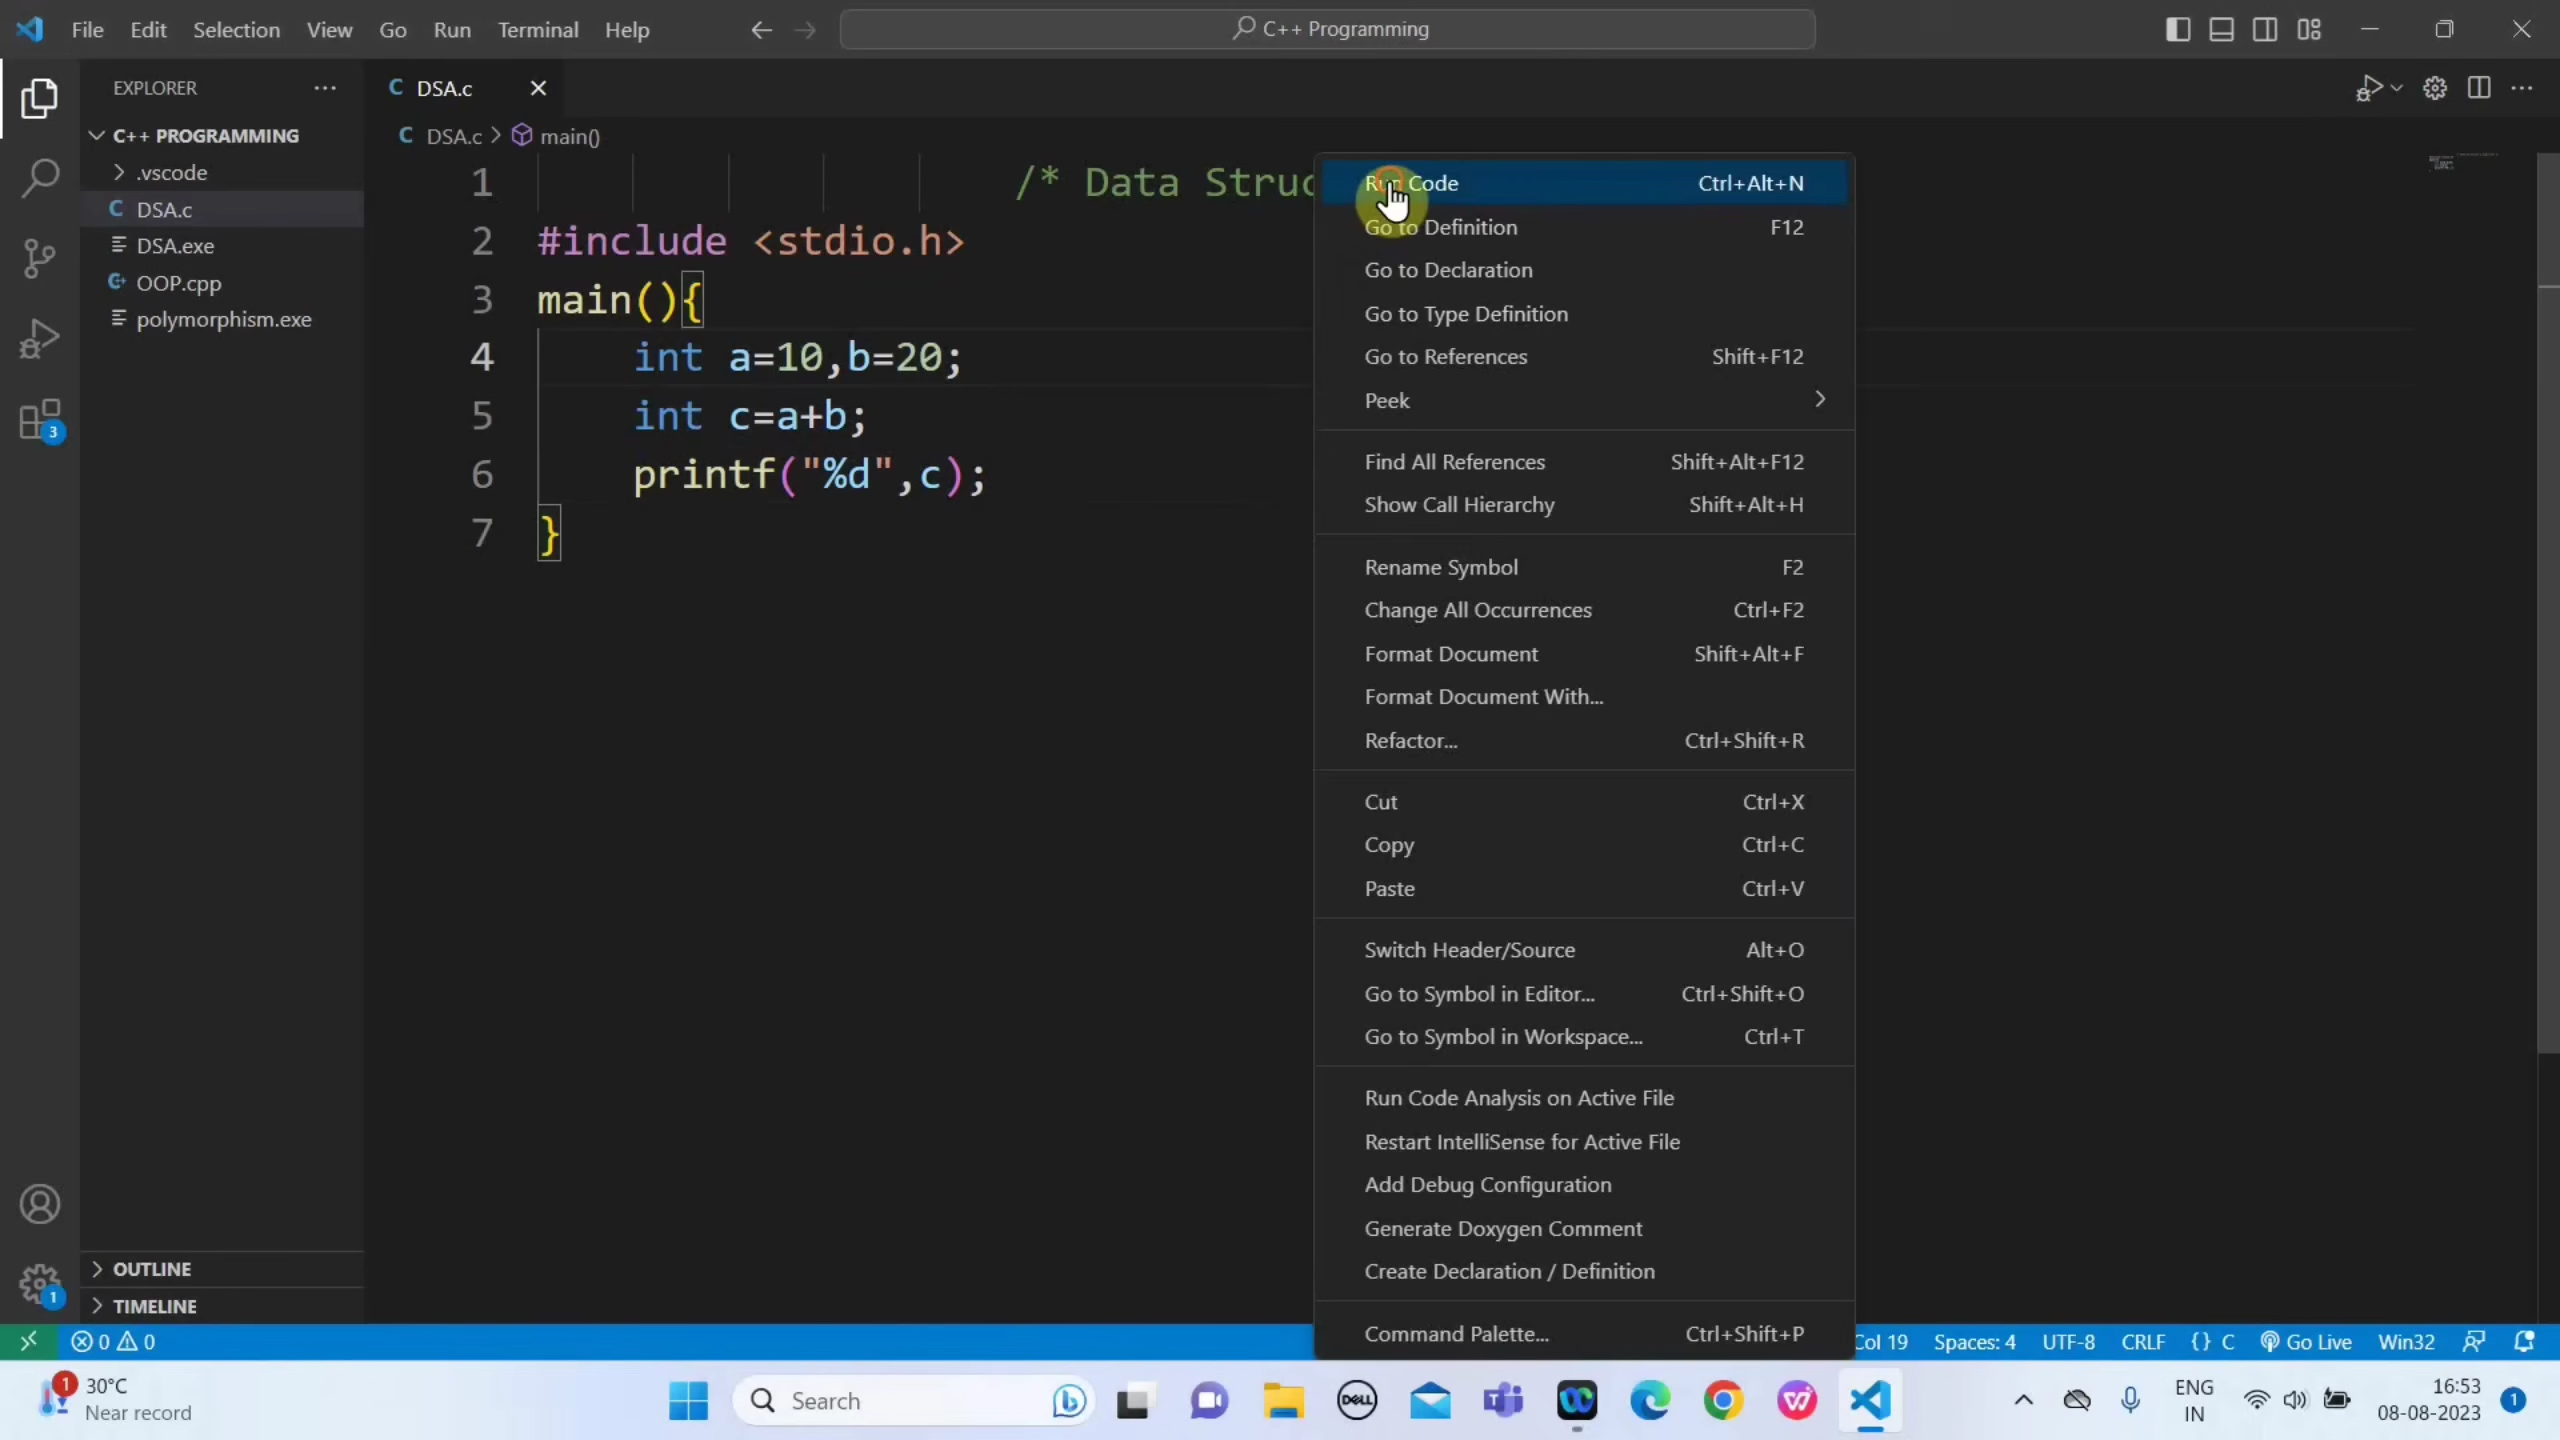 File Edit Selection View Go Run Terminal Help
C++ Programming
EXPLORER
C++ PROGRAMMING
.vscode
C DSA.c
DSA.exe
OOP.cpp
polymorphism.exe
OUTLINE
TIMELINE
3
1
C DSA.c
C DSA.c > main()
1 /* Data Struc
2 #include <stdio.h>
3 main(){
4 int a=10,b=20;
5 int c=a+b;
6 printf("%d",c);
7 }
Run Code Ctrl+Alt+N
Go to Definition F12
Go to Declaration
Go to Type Definition
Go to References Shift+F12
Peek
Find All References Shift+Alt+F12
Show Call Hierarchy Shift+Alt+H
Rename Symbol F2
Change All Occurrences Ctrl+F2
Format Document Shift+Alt+F
Format Document With...
Refactor... Ctrl+Shift+R
Cut Ctrl+X
Copy Ctrl+C
Paste Ctrl+V
Switch Header/Source Alt+O
Go to Symbol in Editor... Ctrl+Shift+O
Go to Symbol in Workspace... Ctrl+T
Run Code Analysis on Active File
Restart IntelliSense for Active File
Add Debug Configuration
Generate Doxygen Comment
Create Declaration / Definition
Command Palette... Ctrl+Shift+P
0 0
Col 19 Spaces: 4 UTF-8 CRLF {} C Go Live Win32
1 30°C
Near record
Search
DELL
ENG
IN
16:53
08-08-2023
1